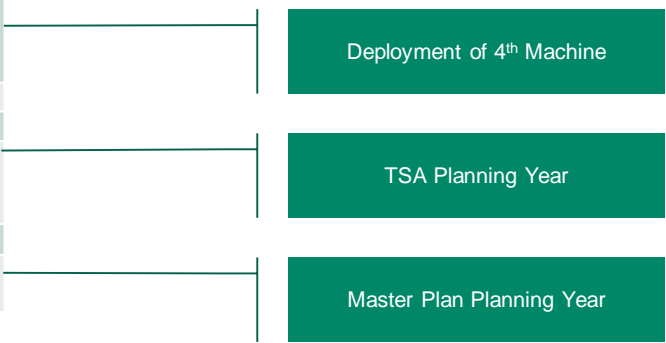 Deployment of 4th Machine
TSA Planning Year
Master Plan Planning Year